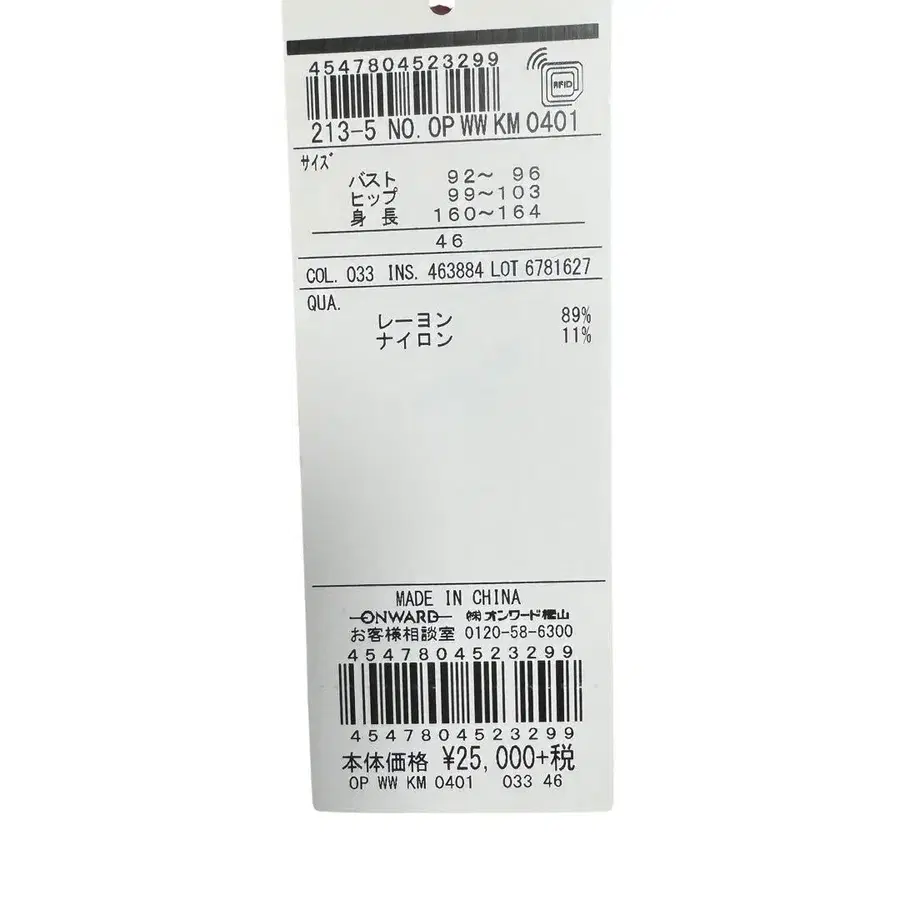 4547804523299
RFID
213-5 NO. OP WW KM 0401
サイズ
バスト 92～ 96
ヒップ 99～103
身長 160～164
46
COL. 033 INS. 463884 LOT 6781627
QUA.
レーヨン 89%
ナイロン 11%
MADE IN CHINA
ONWARD ㈱オンワード樫山
お客様相談室 0120-58-6300
4547804523299
4547804523299
本体価格 ¥25,000+税
OP WW KM 0401 033 46